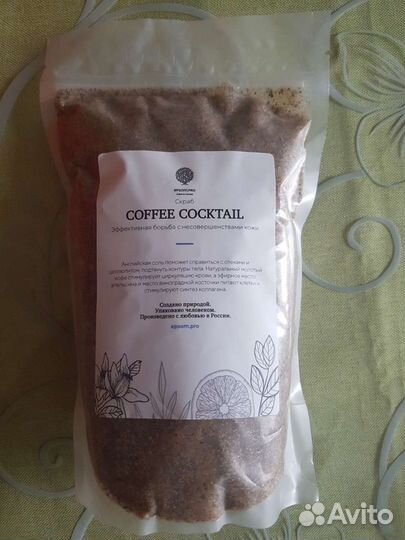 EPSOM.PRO
Скраб
COFFEE COCKTAIL
Эффективная борьба с несовершенствами кожи
Английская соль поможет справиться с отеками и
целлюлитом, подтянуть контуры тела. Натуральный молотый
кофе стимулирует циркуляцию крови, а эфирное масло
апельсина и масло виноградной косточки питают клетки и
стимулируют синтез коллагена.
Создано природой.
Упаковано человеком.
Произведено с любовью в России.
epsom.pro
Avito